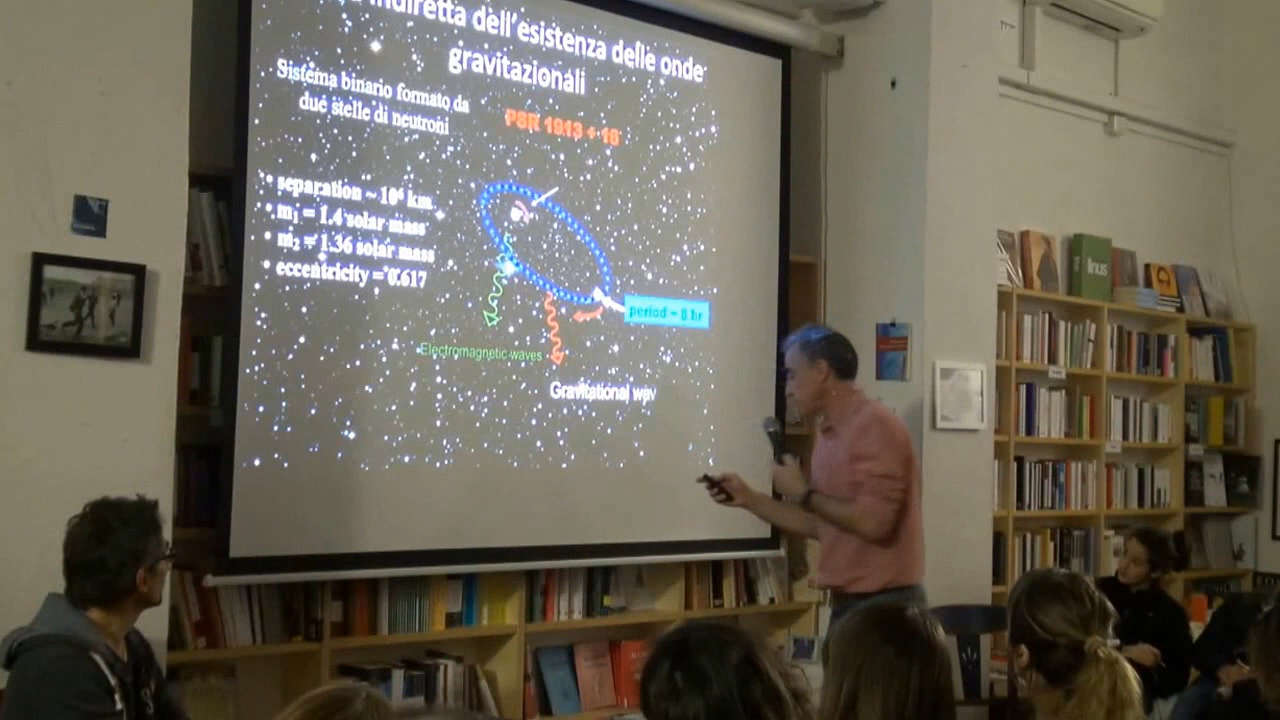 indiretta dell'esistenza delle onde
gravitazionali
Sistema binario formato da
due stelle di neutroni
PSR 1913 + 16
• separation ~ 10⁶ km
• m₁ = 1.4 solar mass
• m₂ = 1.36 solar mass
• eccentricity = 0.617
period ~ 8 hr
Electromagnetic waves
Gravitational wav
linus